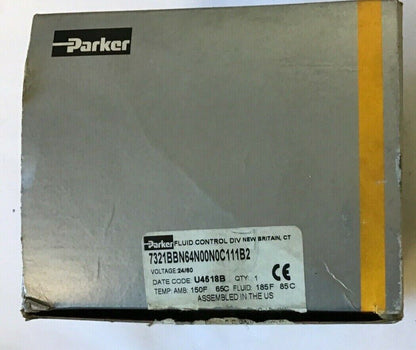 Parker
Parker FLUID CONTROL DIV NEW BRITAIN, CT
7321BBN64N00N0C111B2
VOLTAGE: 24/60
DATE CODE: U4518B QTY: 1 CE
TEMP: AMB: 150F 65C FLUID: 185F 85C
ASSEMBLED IN THE US